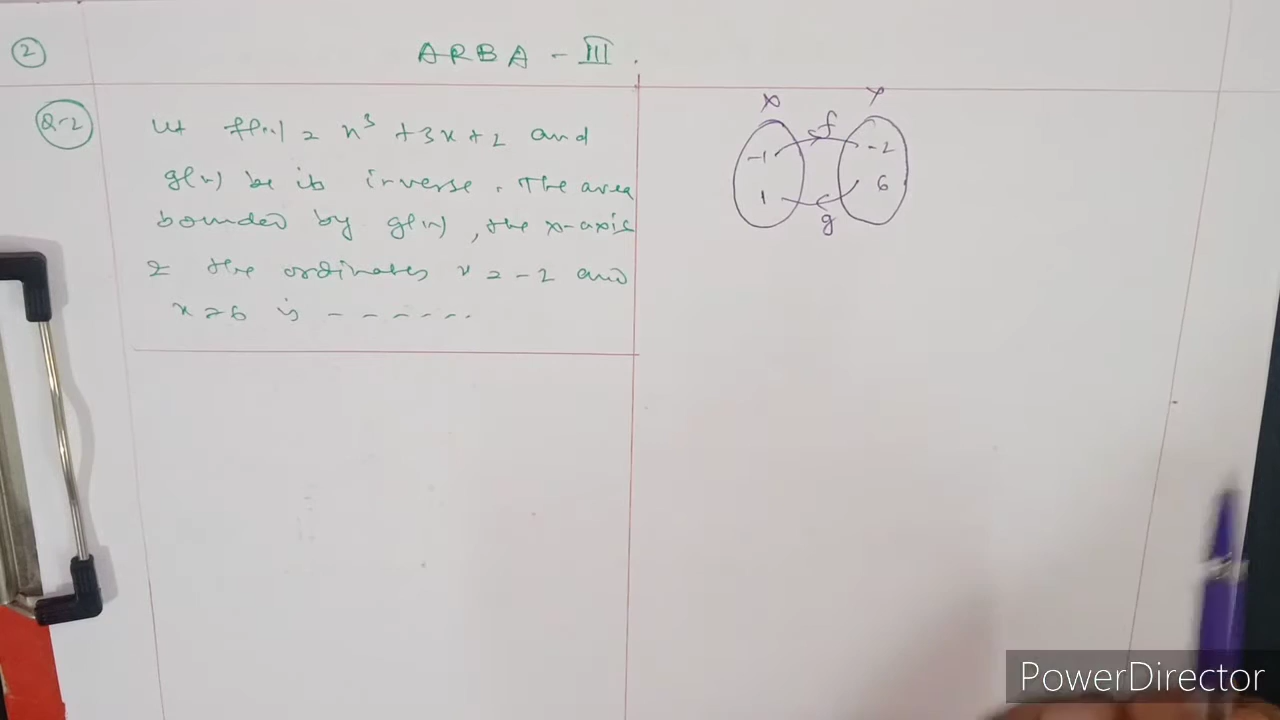 2
ARBA - III.
Q-2
Let f(x) = x³ + 3x + 2 and
g(x) be its inverse. The area
bounded by g(x), the x-axis
& the ordinates x = -2 and
x = 6 is - - - - - -
X Y
f
-1 -2
1 6
g
PowerDirector